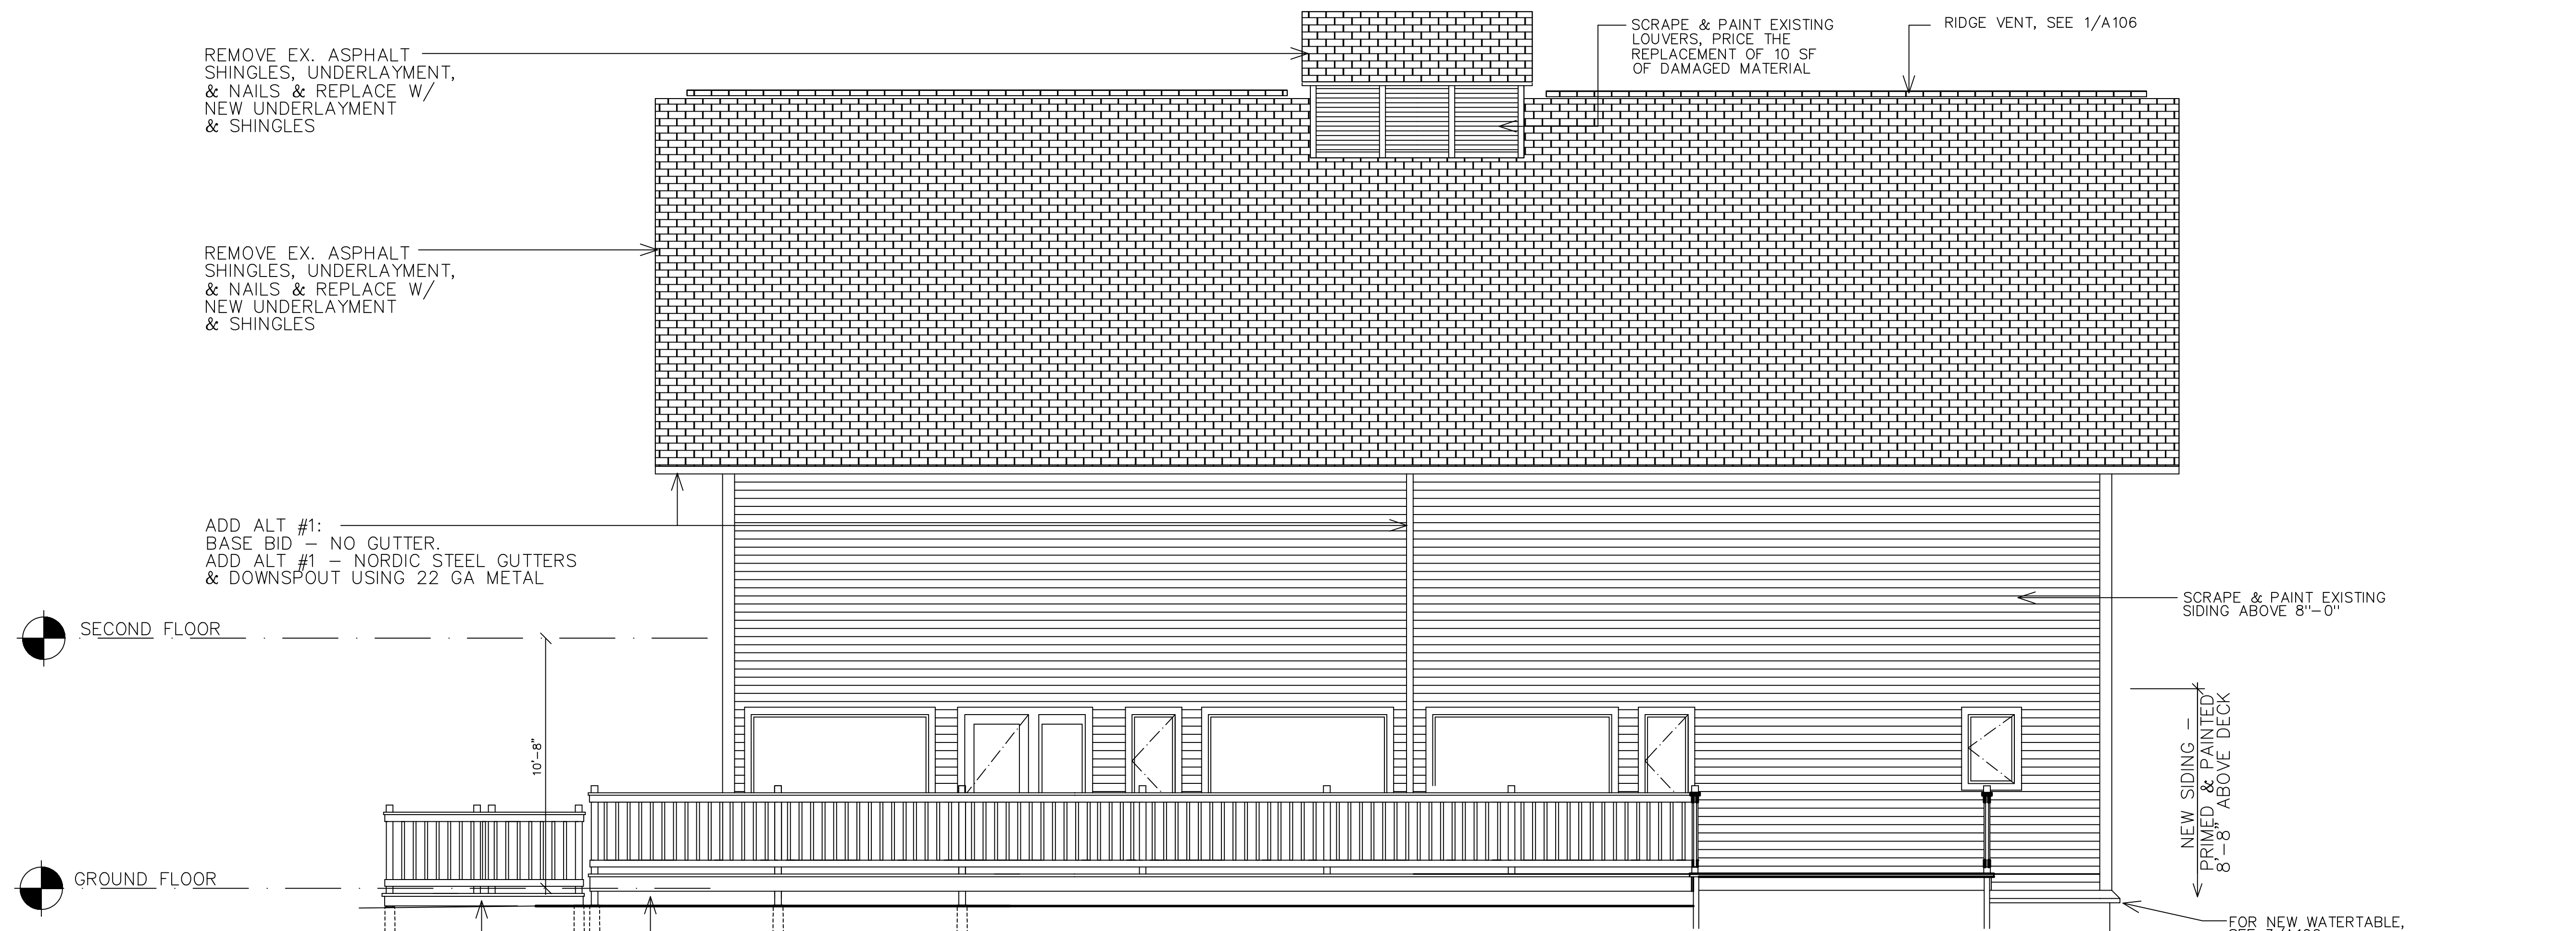 REMOVE EX. ASPHALT
SHINGLES, UNDERLAYMENT,
& NAILS & REPLACE W/
NEW UNDERLAYMENT
& SHINGLES
SCRAPE & PAINT EXISTING
LOUVERS, PRICE THE
REPLACEMENT OF 10 SF
OF DAMAGED MATERIAL
RIDGE VENT, SEE 1/A106
REMOVE EX. ASPHALT
SHINGLES, UNDERLAYMENT,
& NAILS & REPLACE W/
NEW UNDERLAYMENT
& SHINGLES
ADD ALT #1:
BASE BID – NO GUTTER.
ADD ALT #1 – NORDIC STEEL GUTTERS
& DOWNSPOUT USING 22 GA METAL
SCRAPE & PAINT EXISTING
SIDING ABOVE 8"-0"
SECOND FLOOR
10'-8"
NEW SIDING –
PRIMED & PAINTED
8'-8" ABOVE DECK
GROUND FLOOR
FOR NEW WATERTABLE,